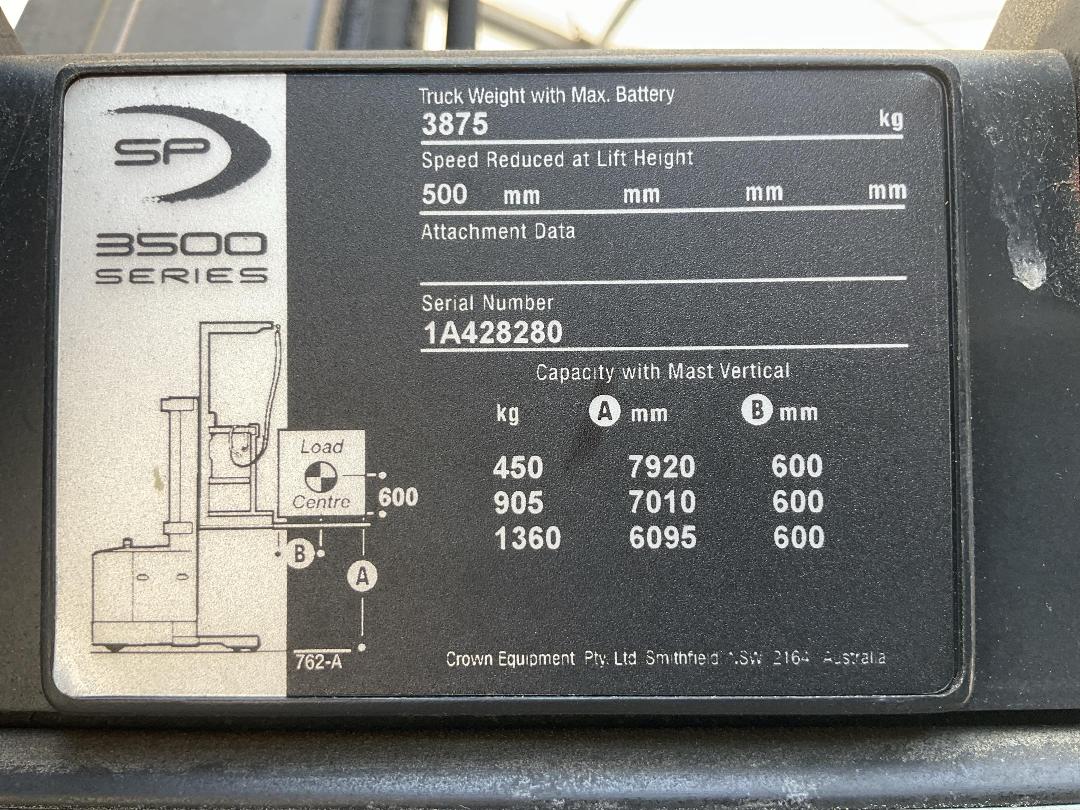 SP
3500
SERIES
Truck Weight with Max. Battery
3875 kg
Speed Reduced at Lift Height
500 mm mm mm mm
Attachment Data
Serial Number
1A428280
Capacity with Mast Vertical
kg A mm B mm
450 7920 600
905 7010 600
1360 6095 600
Load
Centre
600
B
A
762-A
Crown Equipment Pty. Ltd Smithfield NSW 2164 Australia